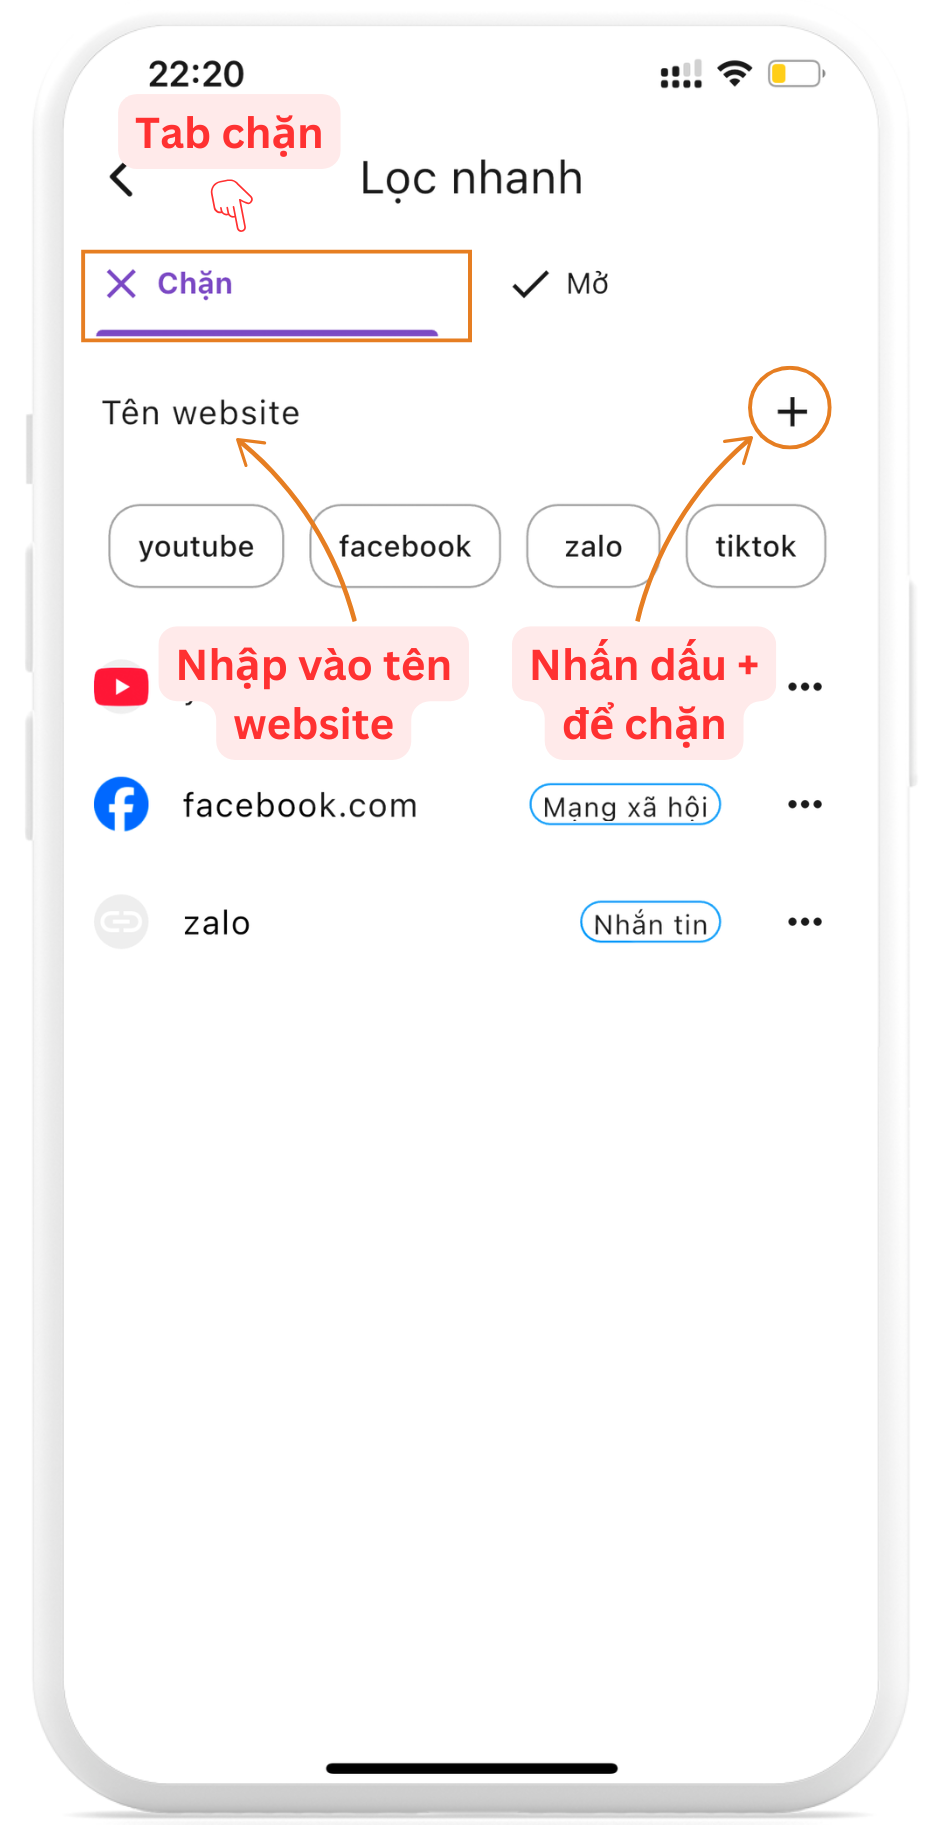 22:20
Tab chặn
Lọc nhanh
Chặn
Mở
Tên website
+
youtube
facebook
zalo
tiktok
Nhập vào tên
website
Nhấn dấu +
để chặn
facebook.com
Mạng xã hội
zalo
Nhắn tin